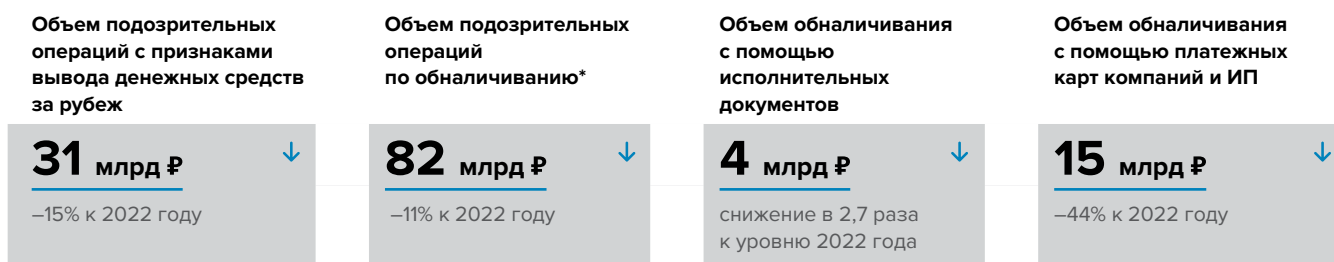 Объем подозрительных
операций с признаками
вывода денежных средств
за рубеж
31 млрд ₽
–15% к 2022 году
Объем подозрительных
операций
по обналичиванию*
82 млрд ₽
–11% к 2022 году
Объем обналичивания
с помощью
исполнительных
документов
4 млрд ₽
снижение в 2,7 раза
к уровню 2022 года
Объем обналичивания
с помощью платежных
карт компаний и ИП
15 млрд ₽
–44% к 2022 году